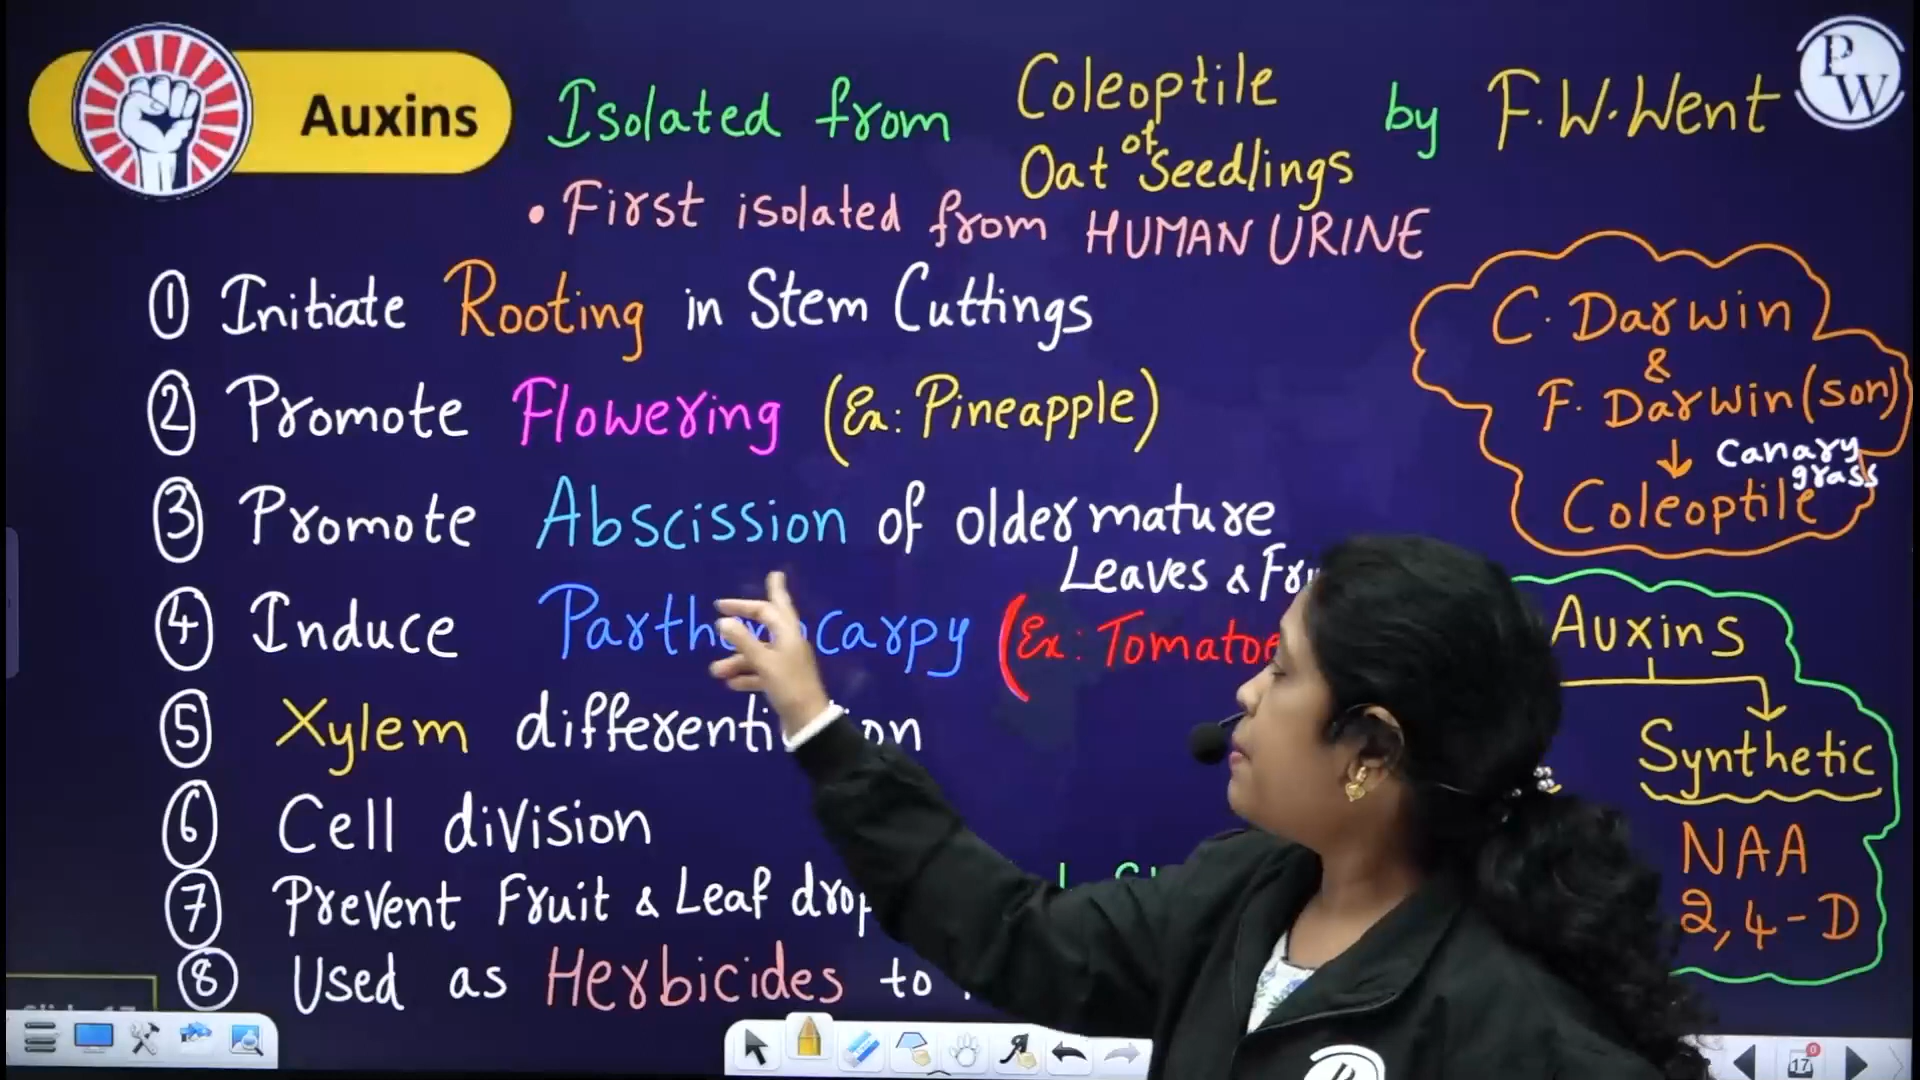 Auxins Isolated from Coleoptile of Oat Seedlings by F.W.Went
PW
• First isolated from HUMAN URINE
① Initiate Rooting in Stem Cuttings
② Promote Flowering (Ex: Pineapple)
③ Promote Abscission of older mature
Leaves &
④ Induce (Ex:
⑤ Xylem
⑥ Cell division
⑦ Prevent Fruit & Leaf
⑧ Used as Herbicides to
C. Darwin
&
F. Darwin (son)
↓ Canary grass
Coleoptile
Auxins
Synthetic
NAA
2,4-D
17
0